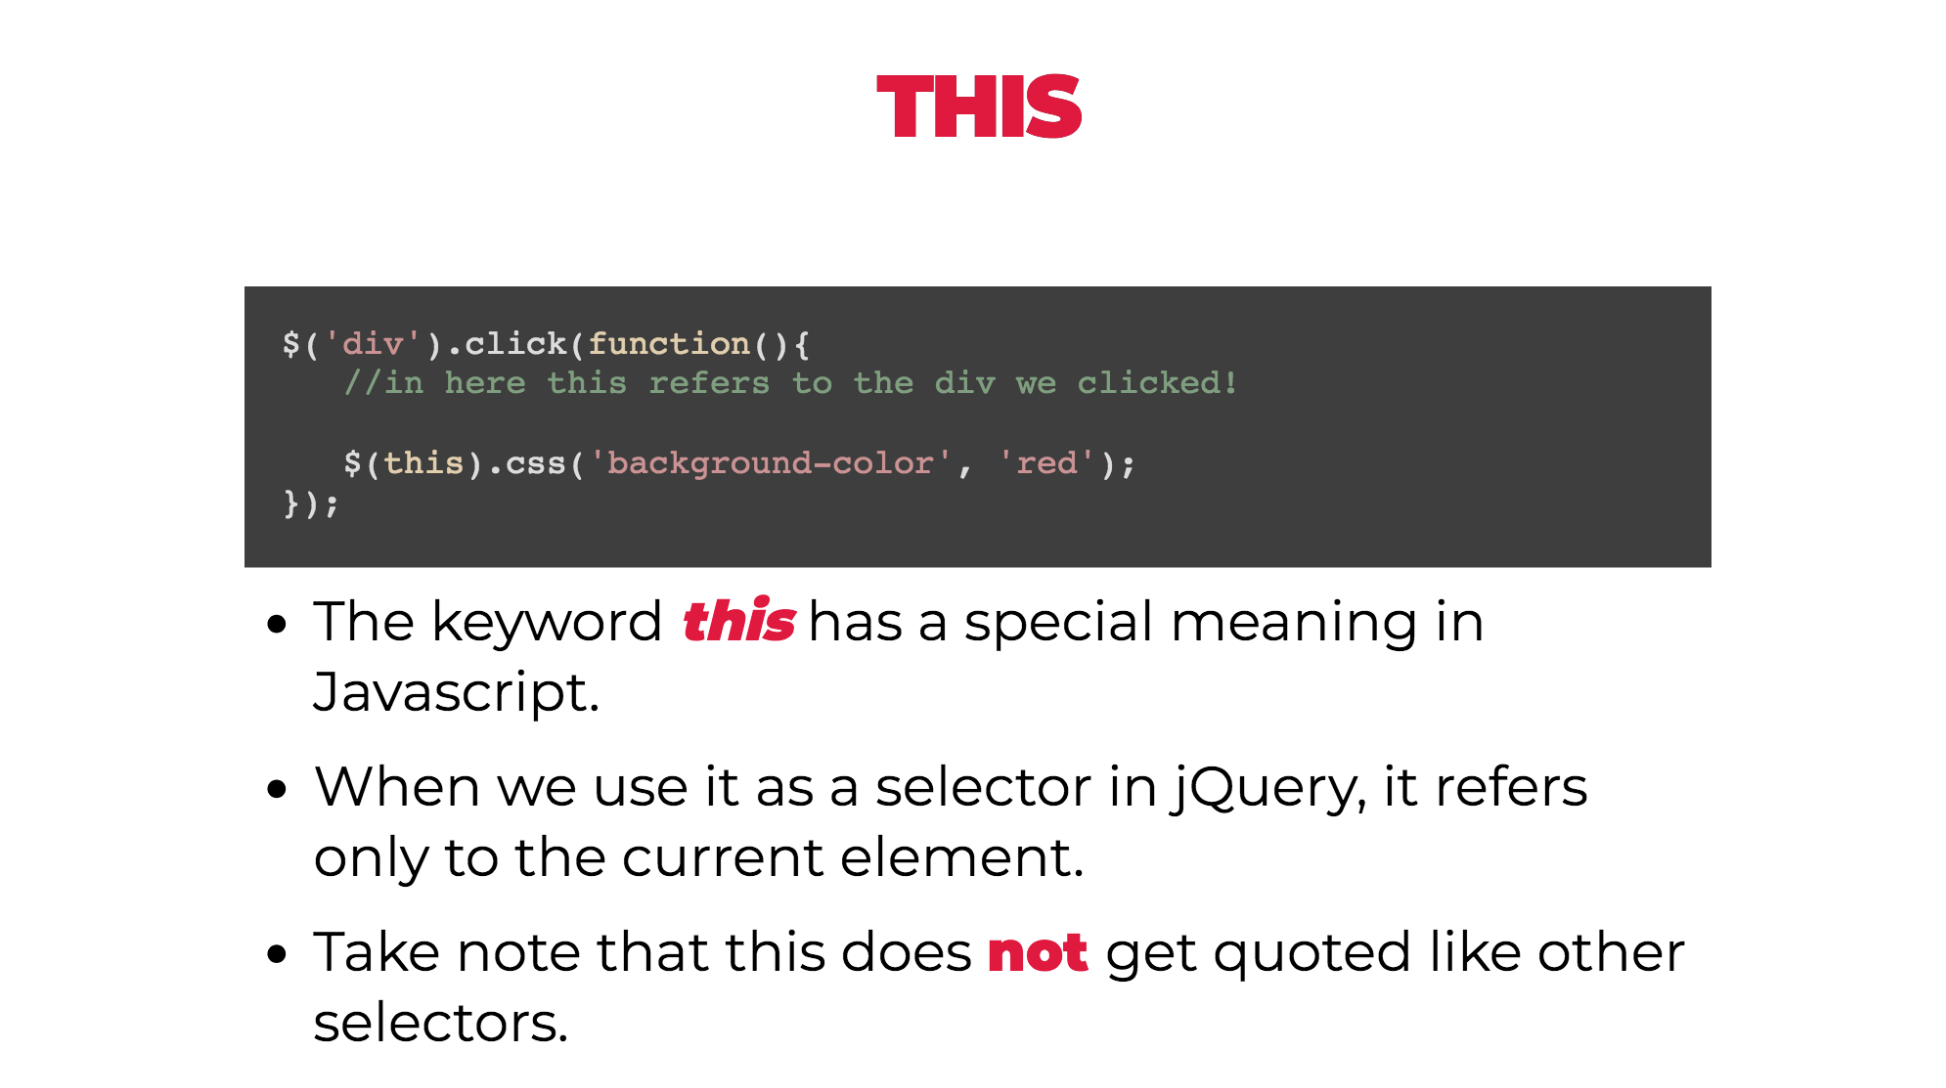 THIS
$('div').click(function(){
//in here this refers to the div we clicked!
$(this).css('background-color', 'red');
});
• The keyword this has a special meaning in
Javascript.
• When we use it as a selector in jQuery, it refers
only to the current element.
• Take note that this does not get quoted like other
selectors.